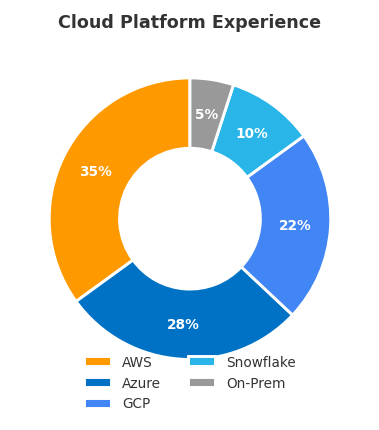 Cloud Platform Experience
5%
10%
35%
22%
28%
AWS
Azure
GCP
Snowflake
On-Prem